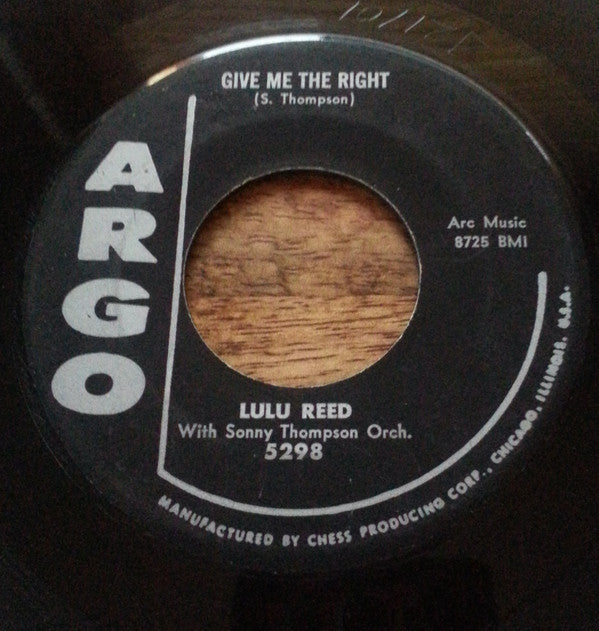 GIVE ME THE RIGHT
(S. Thompson)
ARGO
Arc Music
8725 BMI
LULU REED
With Sonny Thompson Orch.
5298
MANUFACTURED BY CHESS PRODUCING CORP., CHICAGO, ILLINOIS, U.S.A.